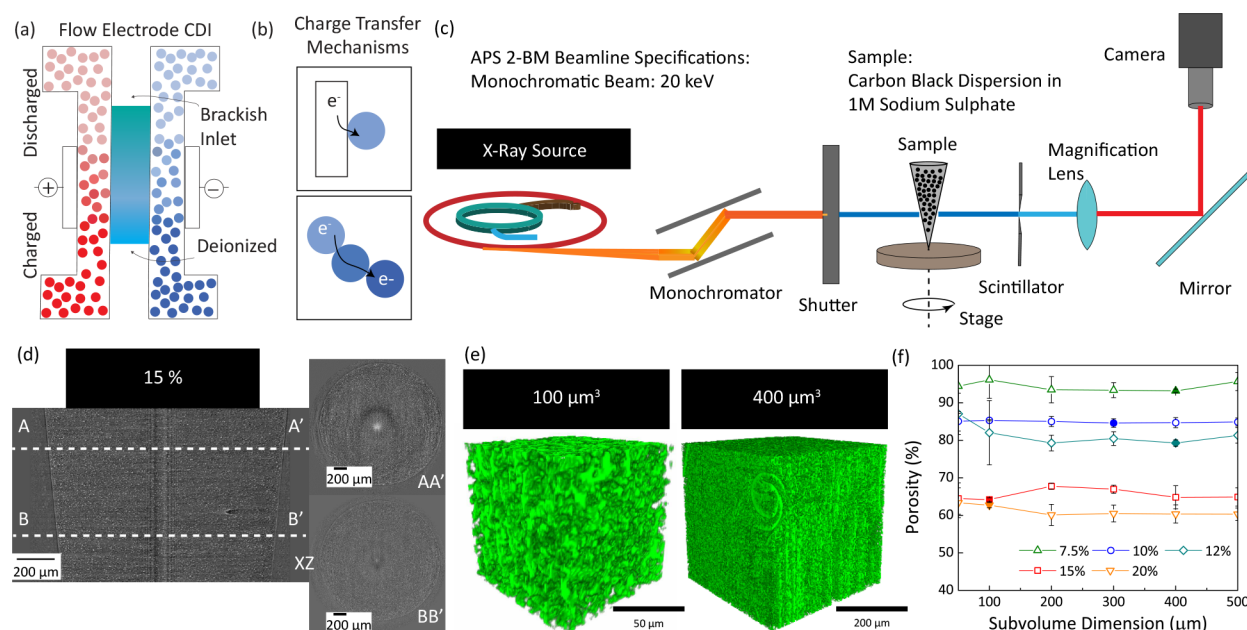 (a)
Flow Electrode CDI
Discharged
Charged
+
−
Brackish
Inlet
Deionized
(b)
Charge Transfer
Mechanisms
e-
e-
e-
(c)
APS 2-BM Beamline Specifications:
Monochromatic Beam: 20 keV
X-Ray Source
Monochromator
Shutter
Sample:
Carbon Black Dispersion in
1M Sodium Sulphate
Sample
Stage
Scintillator
Magnification
Lens
Camera
Mirror
(d)
15 %
A
A'
B
B'
200 μm
XZ
200 μm
AA'
200 μm
BB'
(e)
100 μm³
400 μm³
50 μm
200 μm
(f)
Porosity (%)
100
90
80
70
60
50
40
7.5%
10%
12%
15%
20%
100
200
300
400
500
Subvolume Dimension (μm)